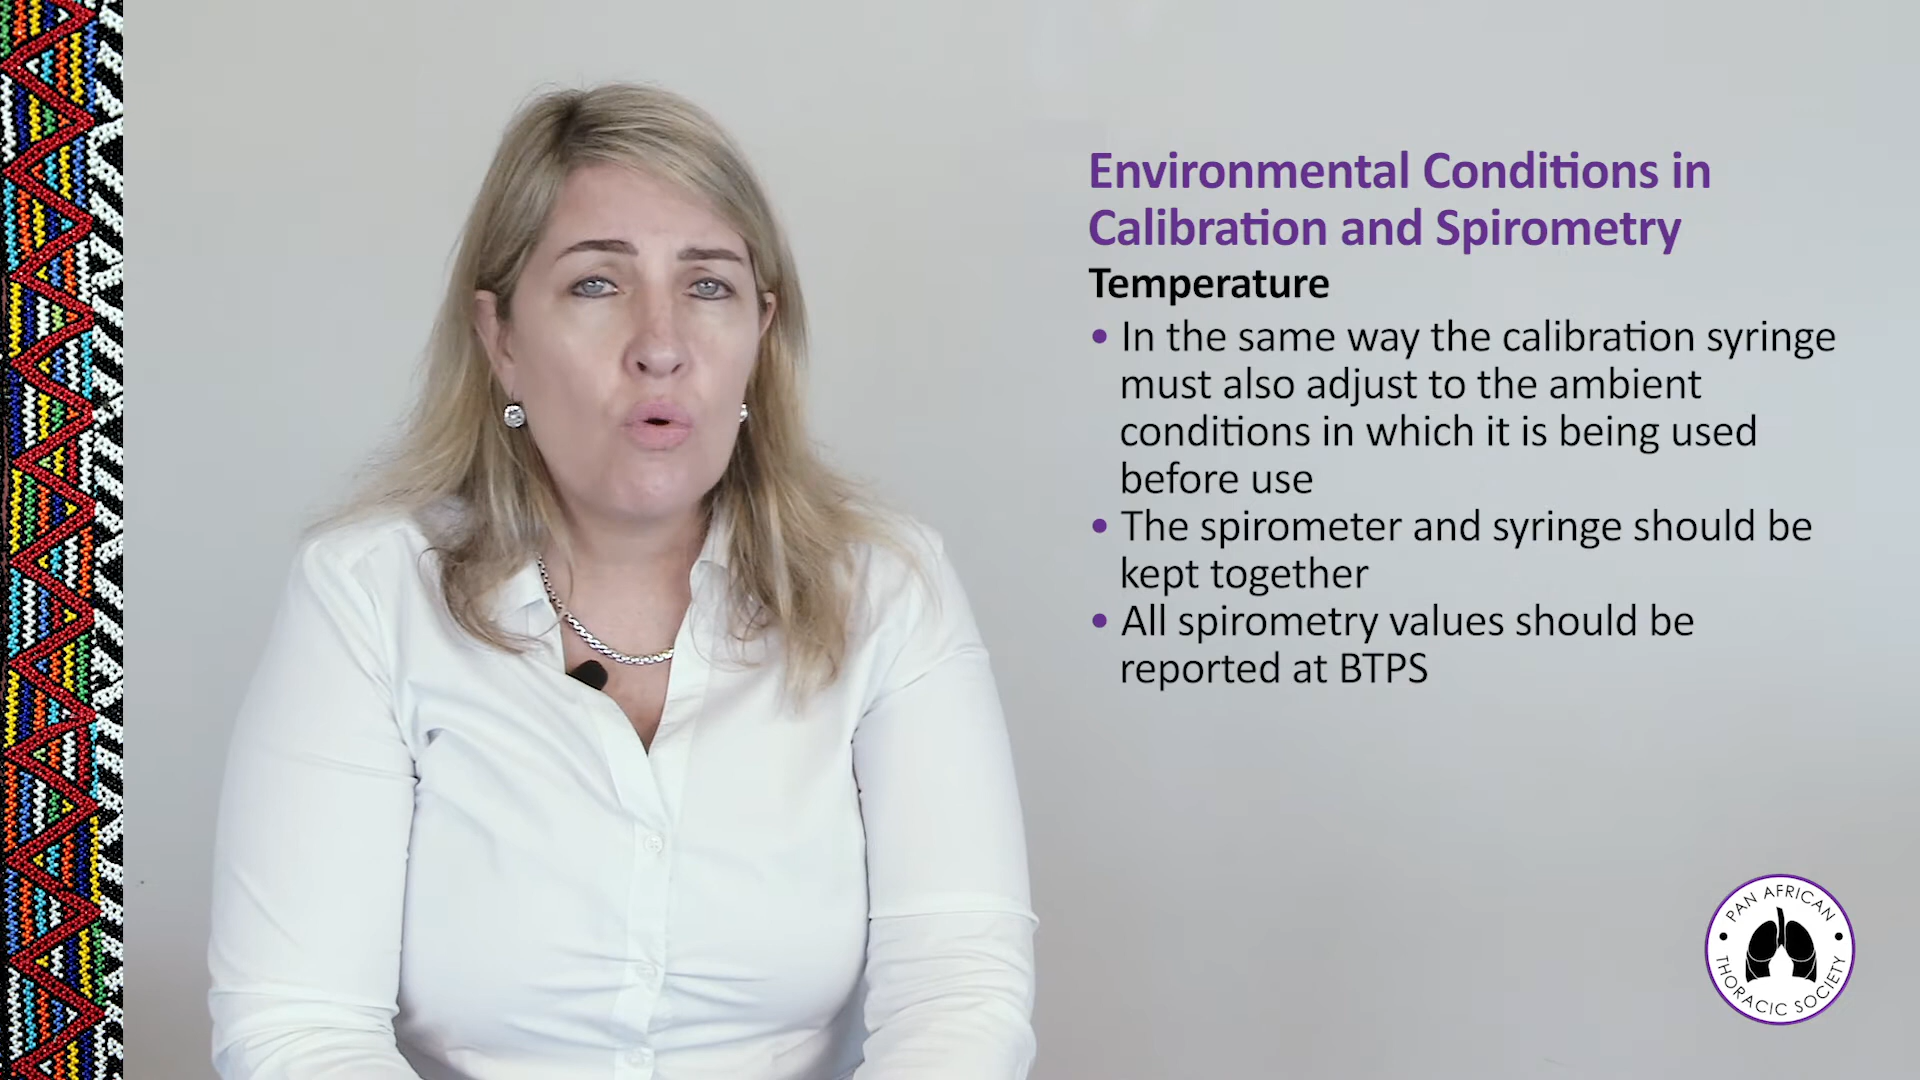 Environmental Conditions in
Calibration and Spirometry
Temperature
• In the same way the calibration syringe
must also adjust to the ambient
conditions in which it is being used
before use
• The spirometer and syringe should be
kept together
• All spirometry values should be
reported at BTPS
PAN AFRICAN
THORACIC SOCIETY